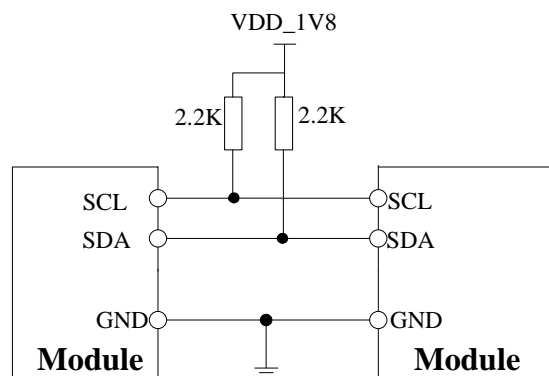 VDD_1V8
2.2K 2.2K
SCL SCL
SDA SDA
GND GND
Module Module